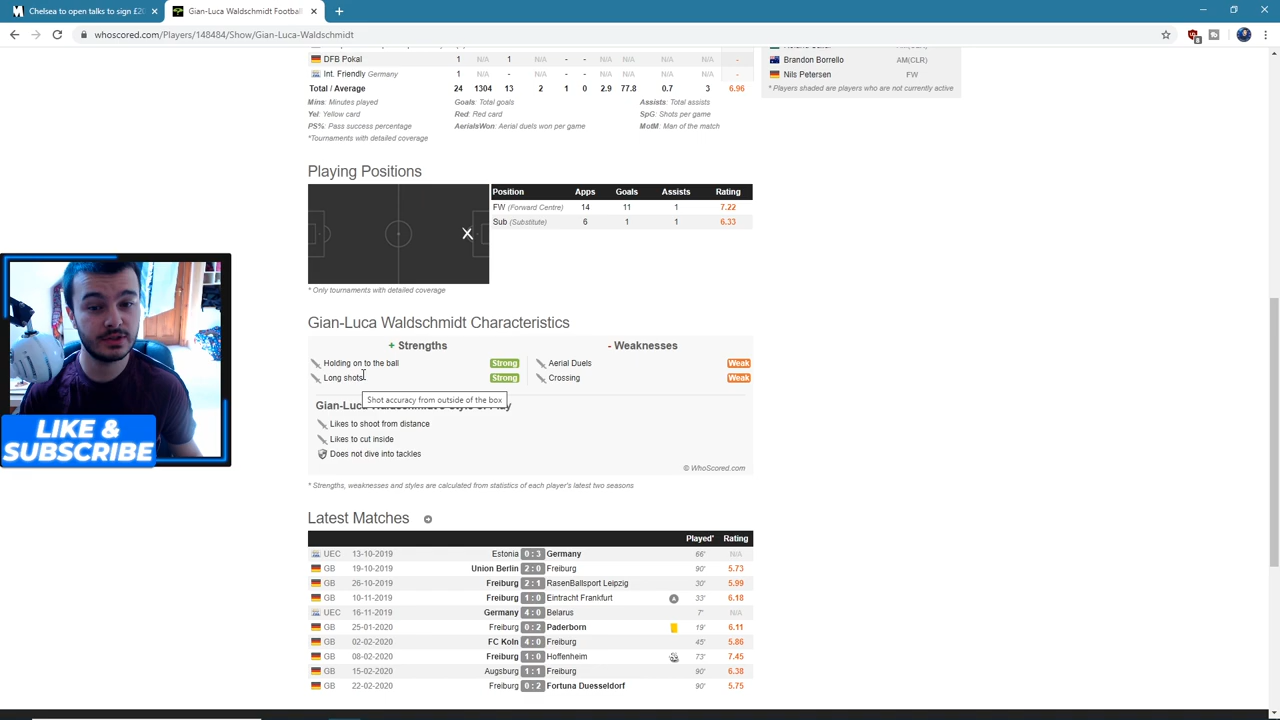 Chelsea to open talks to sign £2
Gian-Luca Waldschmidt Football
whoscored.com/Players/148484/Show/Gian-Luca-Waldschmidt
DFB Pokal 1 N/A 1 N/A - - N/A N/A N/A N/A -
Int. Friendly Germany 1 N/A - N/A - - N/A N/A N/A N/A -
Total / Average 24 1304 13 2 1 0 2.9 77.8 0.7 3 6.96
Mins: Minutes played Goals: Total goals Assists: Total assists
Yel: Yellow card Red: Red card SpG: Shots per game
PS%: Pass success percentage AerialsWon: Aerial duels won per game MotM: Man of the match
*Tournaments with detailed coverage
AM(CLR)
Brandon Borrello AM(CLR)
Nils Petersen FW
* Players shaded are players who are not currently active
Playing Positions
Position Apps Goals Assists Rating
FW (Forward Centre) 14 11 1 7.22
Sub (Substitute) 6 1 1 6.33
* Only tournaments with detailed coverage
Gian-Luca Waldschmidt Characteristics
+ Strengths
Holding on to the ball Strong
Long shots Strong
- Weaknesses
Aerial Duels Weak
Crossing Weak
Shot accuracy from outside of the box
Gian-Luca Waldschmidt's Style of Play
Likes to shoot from distance
Likes to cut inside
Does not dive into tackles
© WhoScored.com
* Strengths, weaknesses and styles are calculated from statistics of each player's latest two seasons
LIKE &
SUBSCRIBE
Latest Matches
Played* Rating
UEC 13-10-2019 Estonia 0 : 3 Germany 66' N/A
GB 19-10-2019 Union Berlin 2 : 0 Freiburg 90' 5.73
GB 26-10-2019 Freiburg 2 : 1 RasenBallsport Leipzig 30' 5.99
GB 10-11-2019 Freiburg 1 : 0 Eintracht Frankfurt A 33' 6.18
UEC 16-11-2019 Germany 4 : 0 Belarus 7' N/A
GB 25-01-2020 Freiburg 0 : 2 Paderborn 19' 6.11
GB 02-02-2020 FC Koln 4 : 0 Freiburg 45' 5.86
GB 08-02-2020 Freiburg 1 : 0 Hoffenheim 73' 7.45
GB 15-02-2020 Augsburg 1 : 1 Freiburg 90' 6.38
GB 22-02-2020 Freiburg 0 : 2 Fortuna Duesseldorf 90' 5.75